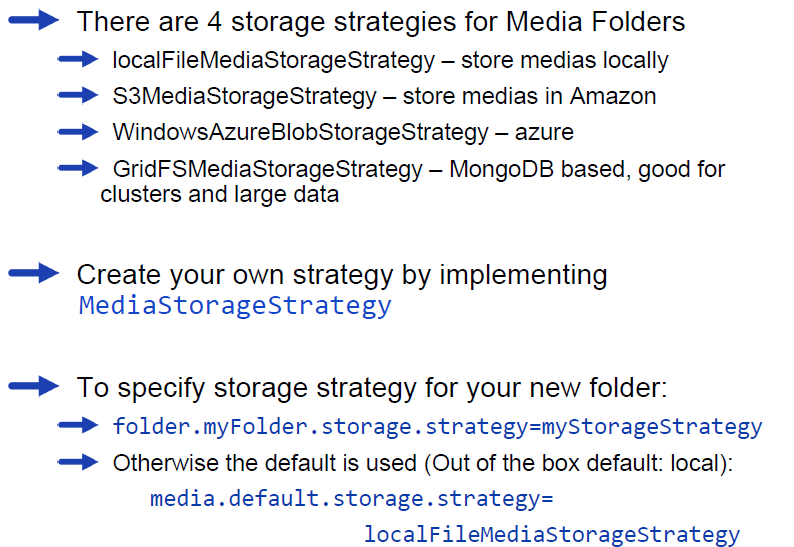 There are 4 storage strategies for Media Folders
localFileMediaStorageStrategy – store medias locally
S3MediaStorageStrategy – store medias in Amazon
WindowsAzureBlobStorageStrategy – azure
GridFSMediaStorageStrategy – MongoDB based, good for
clusters and large data
Create your own strategy by implementing
MediaStorageStrategy
To specify storage strategy for your new folder:
folder.myFolder.storage.strategy=myStorageStrategy
Otherwise the default is used (Out of the box default: local):
media.default.storage.strategy=
localFileMediaStorageStrategy